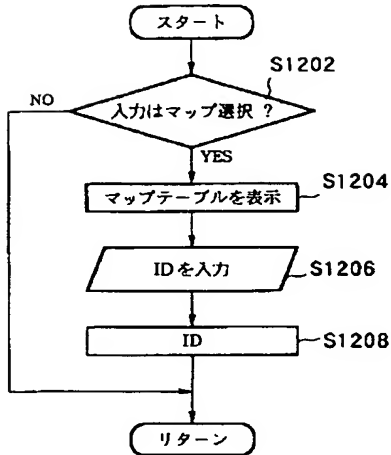 スタート
S1202
入力はマップ選択 ?
NO
YES
マップテーブルを表示
S1204
IDを入力
S1206
ID
S1208
リターン